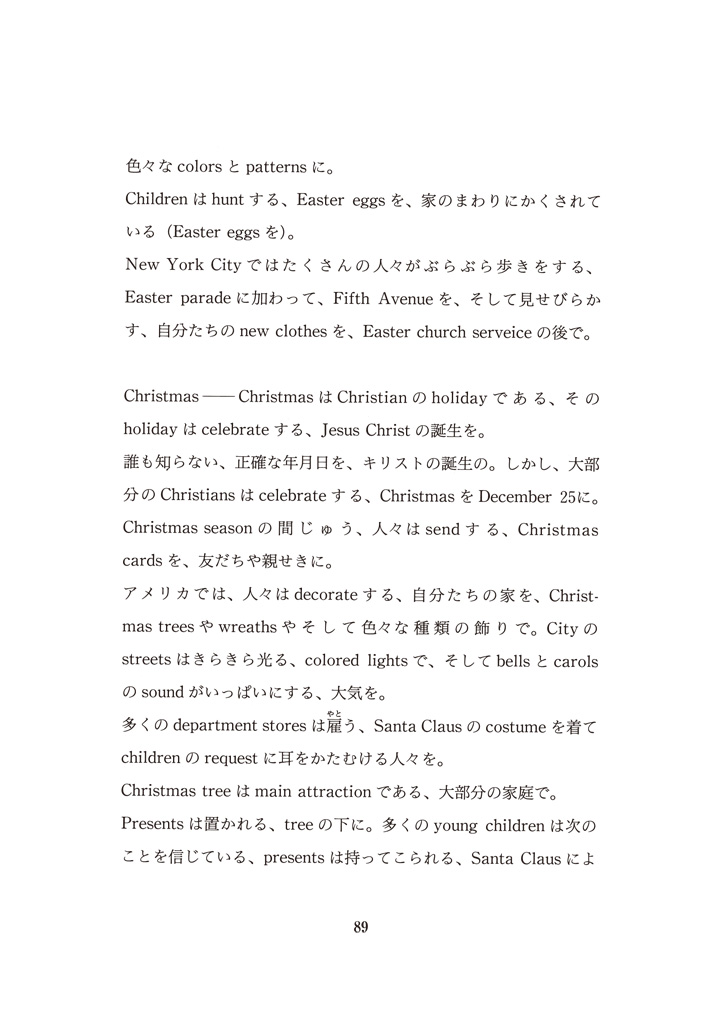 色々な colors と patterns に。
Children は hunt する、Easter eggs を、家のまわりにかくされて
いる（Easter eggs を）。
New York City ではたくさんの人々がぶらぶら歩きをする、
Easter parade に加わって、Fifth Avenue を、そして見せびらか
す、自分たちの new clothes を、Easter church serveice の後で。
Christmas —— Christmas は Christian の holiday である、その
holiday は celebrate する、Jesus Christ の誕生を。
誰も知らない、正確な年月日を、キリストの誕生の。しかし、大部
分の Christians は celebrate する、Christmas を December 25に。
Christmas season の間じゅう、人々は send する、Christmas
cards を、友だちや親せきに。
アメリカでは、人々は decorate する、自分たちの家を、Christ-
mas trees や wreaths やそして色々な種類の飾りで。City の
streets はきらきら光る、colored lights で、そして bells と carols
の sound がいっぱいにする、大気を。
多くの department stores は雇（やと）う、Santa Claus の costume を着て
children の request に耳をかたむける人々を。
Christmas tree は main attraction である、大部分の家庭で。
Presents は置かれる、tree の下に。多くの young children は次の
ことを信じている、presents は持ってこられる、Santa Claus によ
89